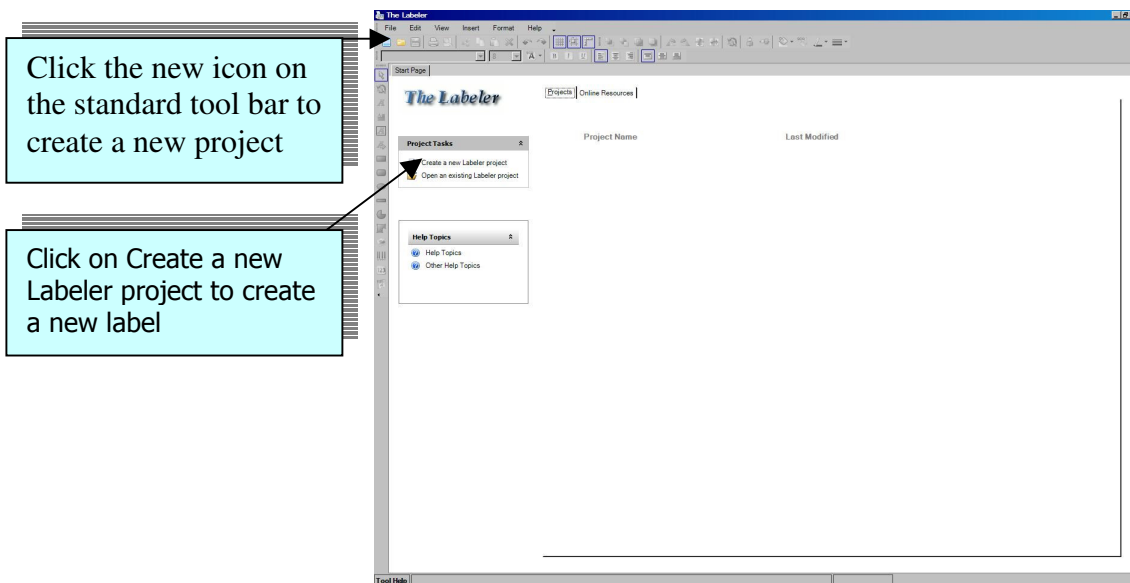 Click the new icon on
the standard tool bar to
create a new project
Click on Create a new
Labeler project to create
a new label
The Labeler
File Edit View Insert Format Help
Start Page
The Labeler
Projects Online Resources
Project Name Last Modified
Project Tasks
Create a new Labeler project
Open an existing Labeler project
Help Topics
Help Topics
Other Help Topics
Tool Help